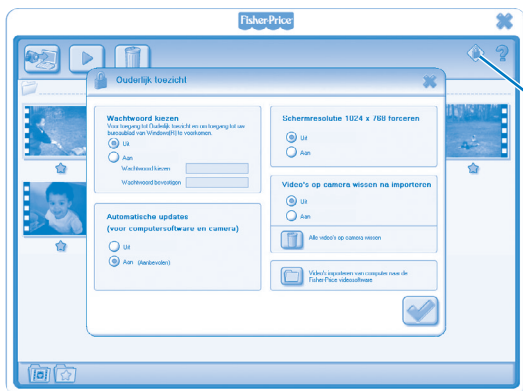 Fisher-Price
Ouderlijk toezicht
Wachtwoord kiezen
Voor toegang tot Ouderlijk toezicht en om toegang tot uw
bureaublad van Windows(R) te voorkomen.
Uit
Aan
Wachtwoord kiezen
Wachtwoord bevestigen
Automatische updates
(voor computersoftware en camera)
Uit
Aan (Aanbevolen)
Schermresolutie 1024 x 768 forceren
Uit
Aan
Video's op camera wissen na importeren
Uit
Aan
Alle video's op camera wissen
Video's importeren van computer naar de
Fisher-Price videosoftware